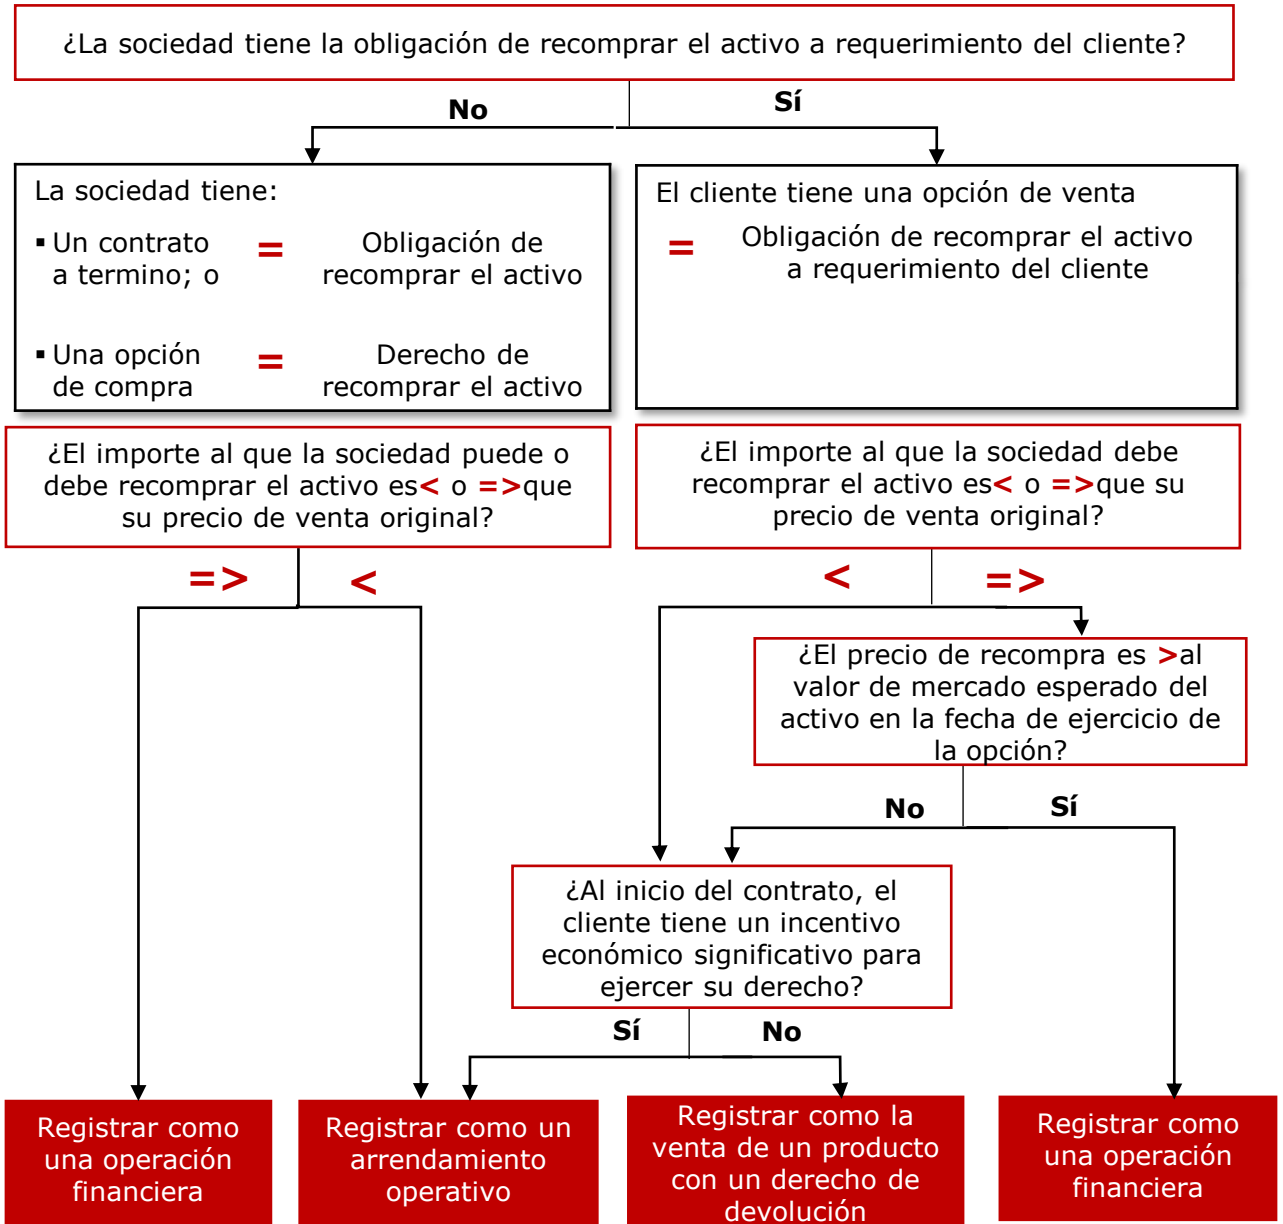 ¿La sociedad tiene la obligación de recomprar el activo a requerimiento del cliente?
No
Sí
La sociedad tiene:
▪ Un contrato
a termino; o
=
Obligación de
recomprar el activo
▪ Una opción
de compra
=
Derecho de
recomprar el activo
El cliente tiene una opción de venta
=
Obligación de recomprar el activo
a requerimiento del cliente
¿El importe al que la sociedad puede o
debe recomprar el activo es< o =>que
su precio de venta original?
¿El importe al que la sociedad debe
recomprar el activo es< o =>que su
precio de venta original?
=>
<
<
=>
¿El precio de recompra es >al
valor de mercado esperado del
activo en la fecha de ejercicio de
la opción?
No
Sí
¿Al inicio del contrato, el
cliente tiene un incentivo
económico significativo para
ejercer su derecho?
Sí
No
Registrar como
una operación
financiera
Registrar como un
arrendamiento
operativo
Registrar como la
venta de un producto
con un derecho de
devolución
Registrar como
una operación
financiera